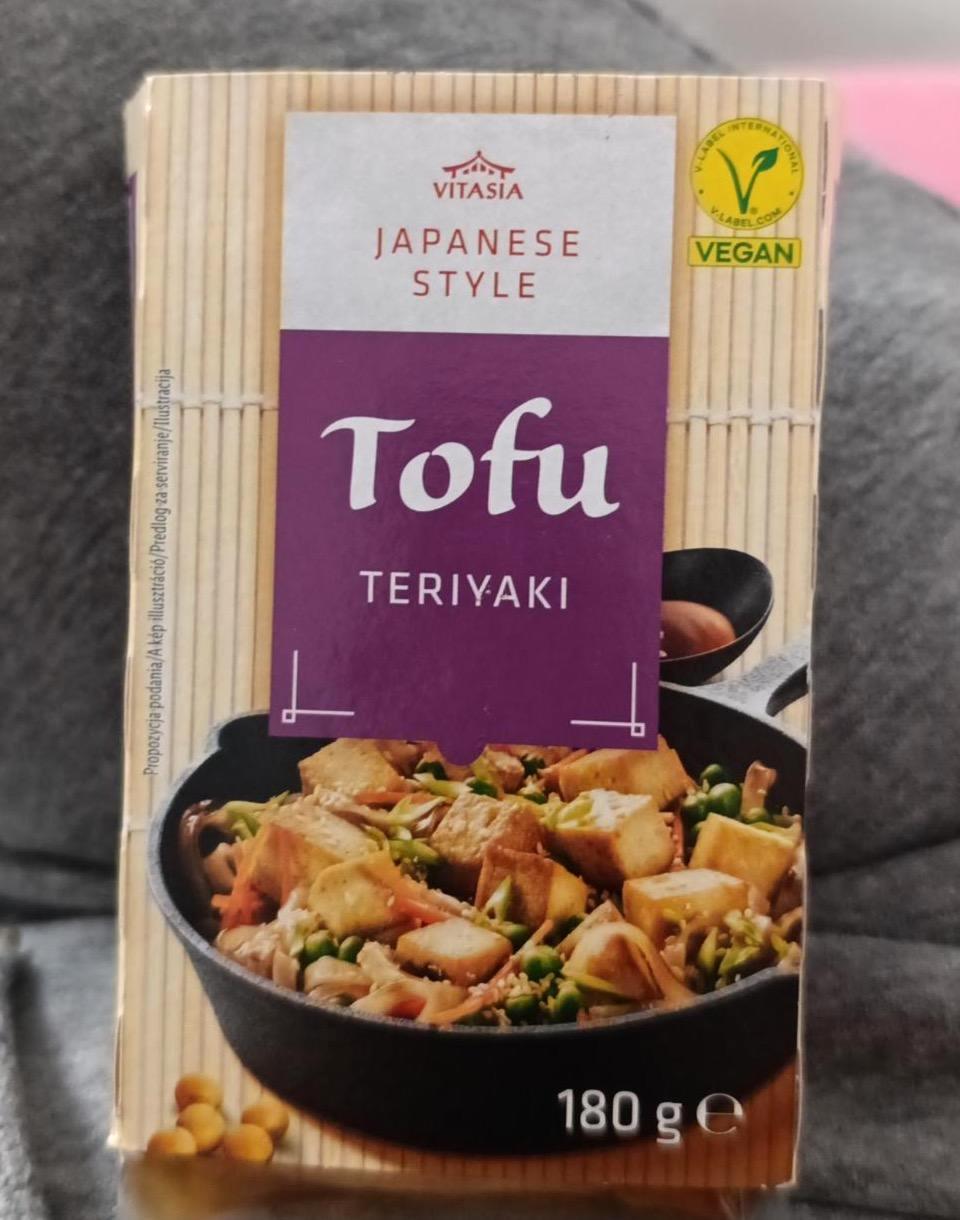 VITASIA
JAPANESE
STYLE
V-LABEL INTERNATIONAL
V-LABEL.COM
VEGAN
Tofu
TERIYAKI
Propozycja podania/A kép illusztráció/Predlog za serviranje/Ilustracija
180 g ℮